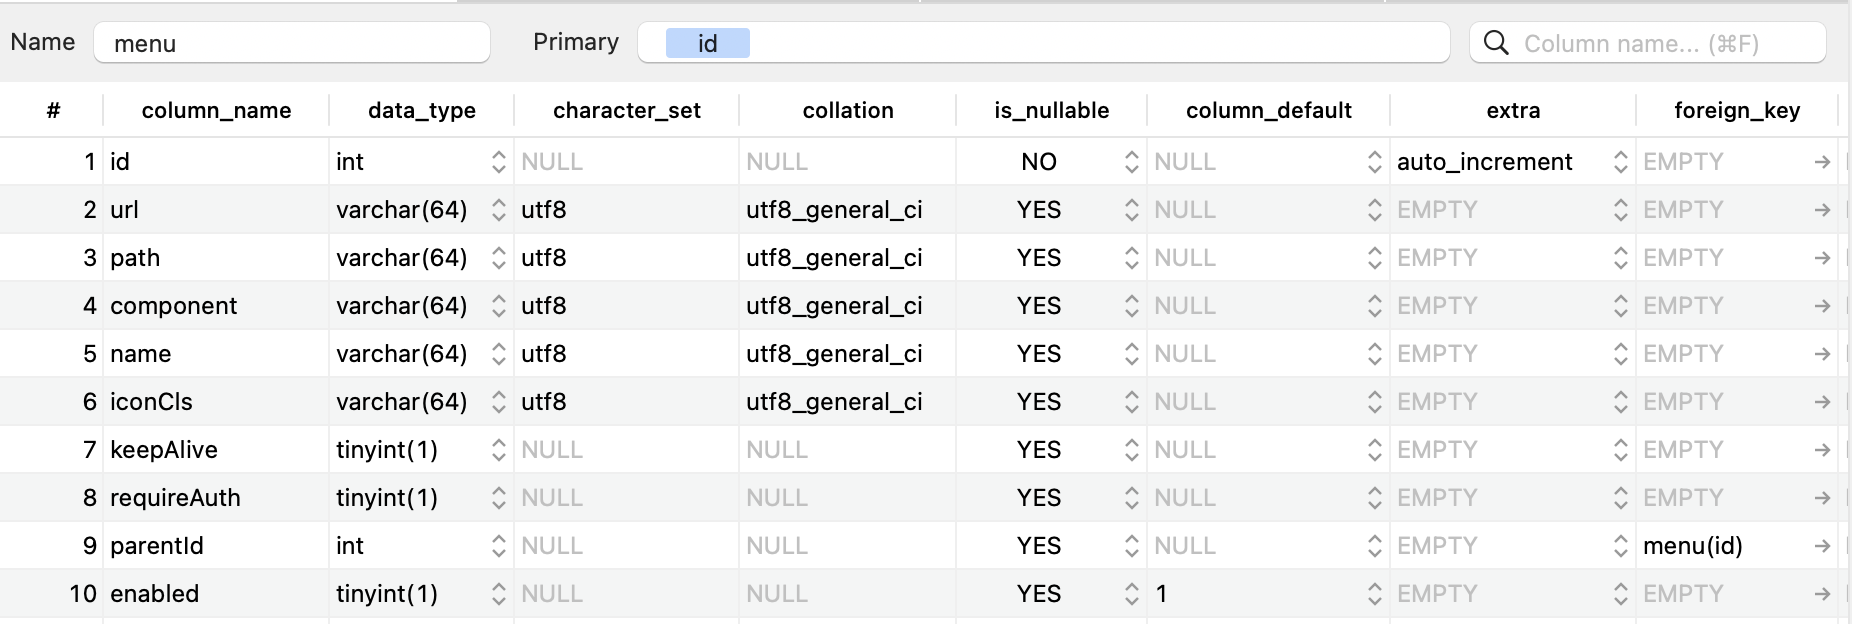 Name menu Primary id Column name... (⌘F)
# column_name data_type character_set collation is_nullable column_default extra foreign_key
1 id int NULL NULL NO NULL auto_increment EMPTY
2 url varchar(64) utf8 utf8_general_ci YES NULL EMPTY EMPTY
3 path varchar(64) utf8 utf8_general_ci YES NULL EMPTY EMPTY
4 component varchar(64) utf8 utf8_general_ci YES NULL EMPTY EMPTY
5 name varchar(64) utf8 utf8_general_ci YES NULL EMPTY EMPTY
6 iconCls varchar(64) utf8 utf8_general_ci YES NULL EMPTY EMPTY
7 keepAlive tinyint(1) NULL NULL YES NULL EMPTY EMPTY
8 requireAuth tinyint(1) NULL NULL YES NULL EMPTY EMPTY
9 parentId int NULL NULL YES NULL EMPTY menu(id)
10 enabled tinyint(1) NULL NULL YES 1 EMPTY EMPTY